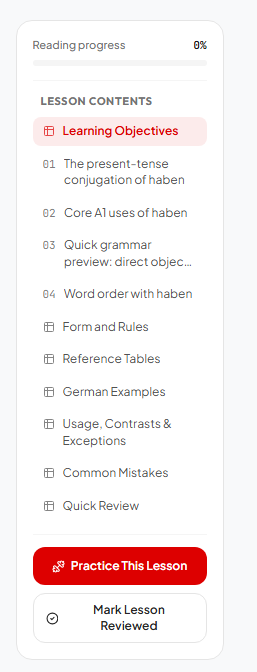 Reading progress 0%
LESSON CONTENTS
Learning Objectives
01 The present-tense
conjugation of haben
02 Core A1 uses of haben
03 Quick grammar
preview: direct objec...
04 Word order with haben
Form and Rules
Reference Tables
German Examples
Usage, Contrasts &
Exceptions
Common Mistakes
Quick Review
Practice This Lesson
Mark Lesson
Reviewed